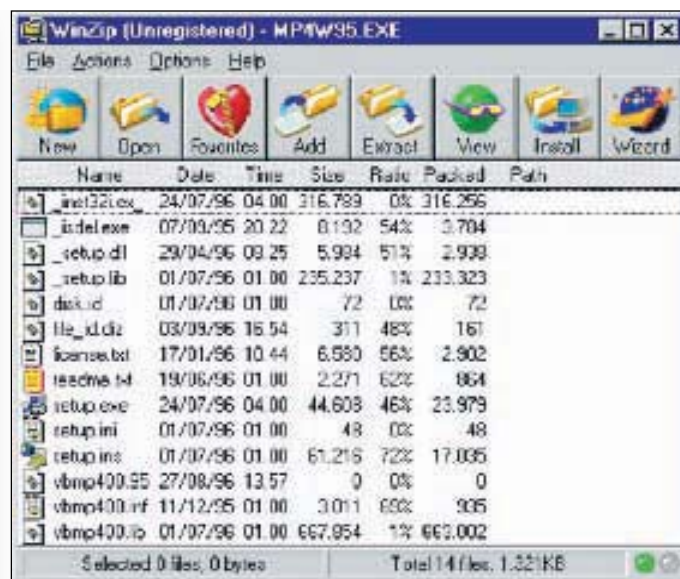 WinZip (Unregistered) - MP4W95.EXE
File Actions Options Help
New Open Favorites Add Extract View Install Wizard
Name Date Time Size Ratio Packed Path
_inst32i.ex_ 24/07/96 04.00 316.789 0% 316.256
_isdel.exe 07/09/95 20.22 8.192 54% 3.784
_setup.dll 29/04/96 09.25 5.984 51% 2.938
_setup.lib 01/07/96 01.00 235.237 1% 233.323
disk.id 01/07/96 01.00 72 0% 72
file_id.diz 03/09/96 16.54 311 48% 161
license.txt 17/01/96 10.44 6.580 56% 2.902
readme.txt 19/06/96 01.00 2.271 62% 864
setup.exe 24/07/96 04.00 44.608 46% 23.979
setup.ini 01/07/96 01.00 48 0% 48
setup.ins 01/07/96 01.00 61.216 72% 17.035
vbmp400.95 27/08/96 13.57 0 0% 0
vbmp400.inf 11/12/95 01.00 3.011 69% 935
vbmp400.lib 01/07/96 01.00 667.854 1% 663.002
Selected 0 files, 0 bytes Total 14 files, 1.321KB